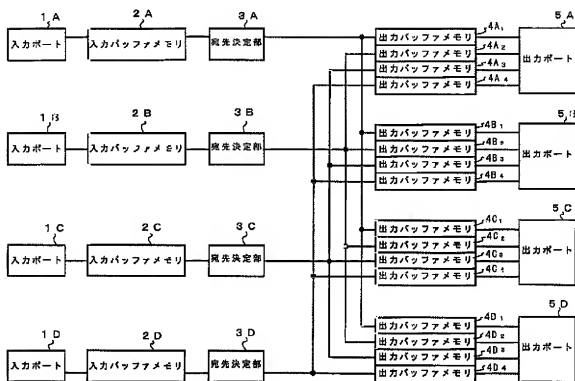 1A 2A 3A 5A
入力ポート 入力バッファメモリ 宛先決定部 出力ポート
出力バッファメモリ 4A₁
出力バッファメモリ 4A₂
出力バッファメモリ 4A₃
出力バッファメモリ 4A₄
1B 2B 3B 5B
入力ポート 入力バッファメモリ 宛先決定部 出力ポート
出力バッファメモリ 4B₁
出力バッファメモリ 4B₂
出力バッファメモリ 4B₃
出力バッファメモリ 4B₄
1C 2C 3C 5C
入力ポート 入力バッファメモリ 宛先決定部 出力ポート
出力バッファメモリ 4C₁
出力バッファメモリ 4C₂
出力バッファメモリ 4C₃
出力バッファメモリ 4C₄
1D 2D 3D 5D
入力ポート 入力バッファメモリ 宛先決定部 出力ポート
出力バッファメモリ 4D₁
出力バッファメモリ 4D₂
出力バッファメモリ 4D₃
出力バッファメモリ 4D₄